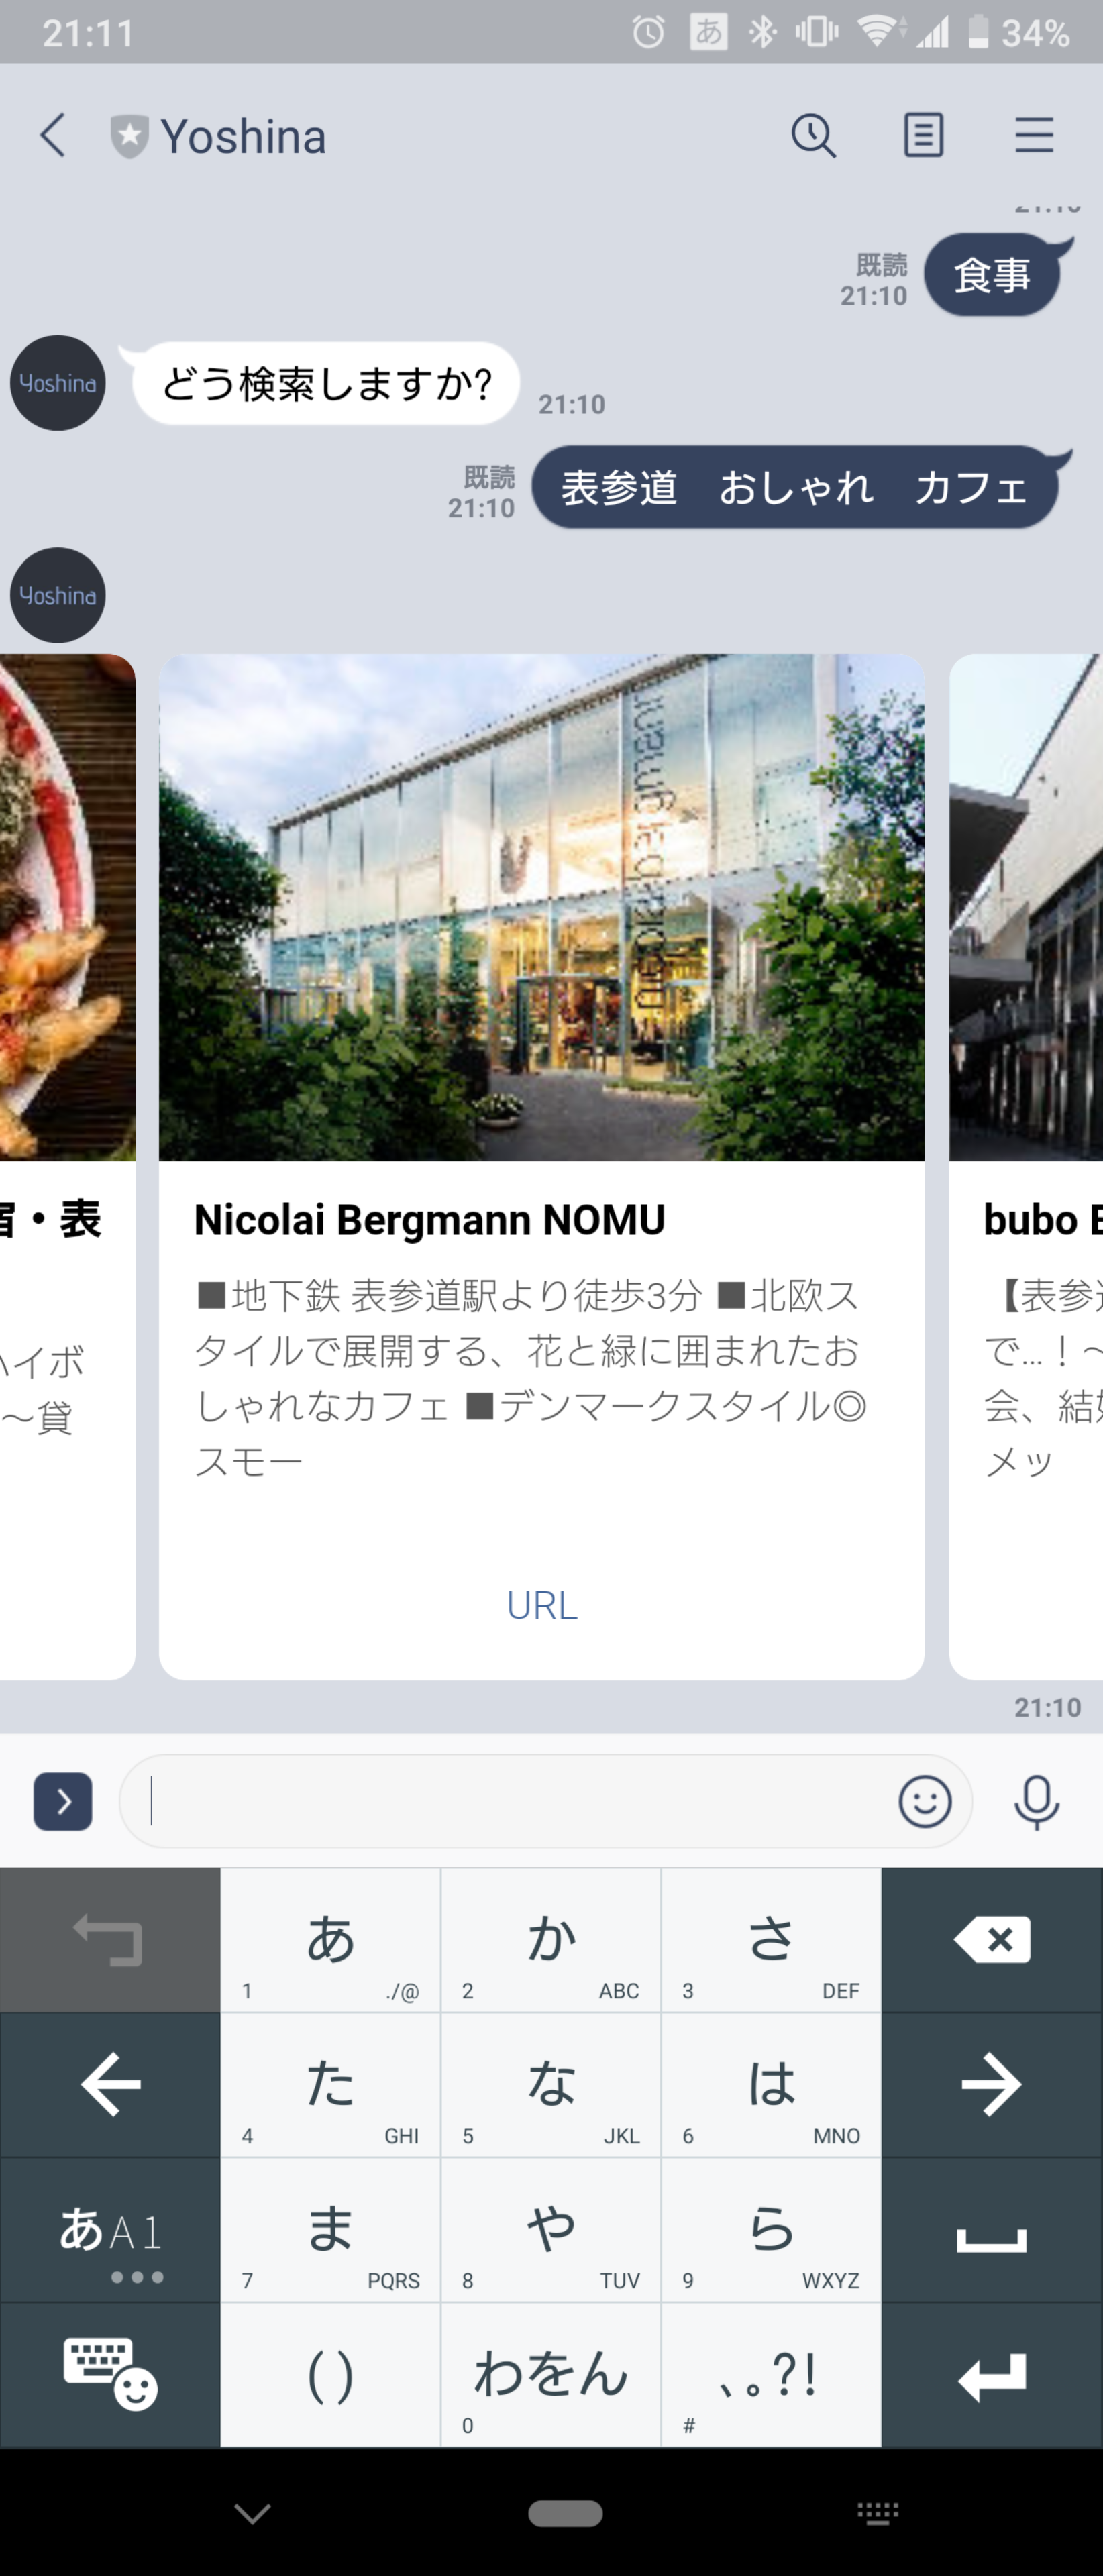 21:11 あ 34%
Yoshina
既読
21:10
食事
Yoshina
どう検索しますか?
21:10
既読
21:10
表参道 おしゃれ カフェ
Yoshina
・表
イボ
〜貸
Nicolai Bergmann NOMU
■地下鉄 表参道駅より徒歩3分 ■北欧ス
タイルで展開する、花と緑に囲まれたお
しゃれなカフェ ■デンマークスタイル◎
スモー
URL
bubo
【表参
で…！〜
会、結
メッ
21:10
あ 1 ./@
か 2 ABC
さ 3 DEF
た 4 GHI
な 5 JKL
は 6 MNO
あA1
ま 7 PQRS
や 8 TUV
ら 9 WXYZ
()
わをん 0
、。?! #